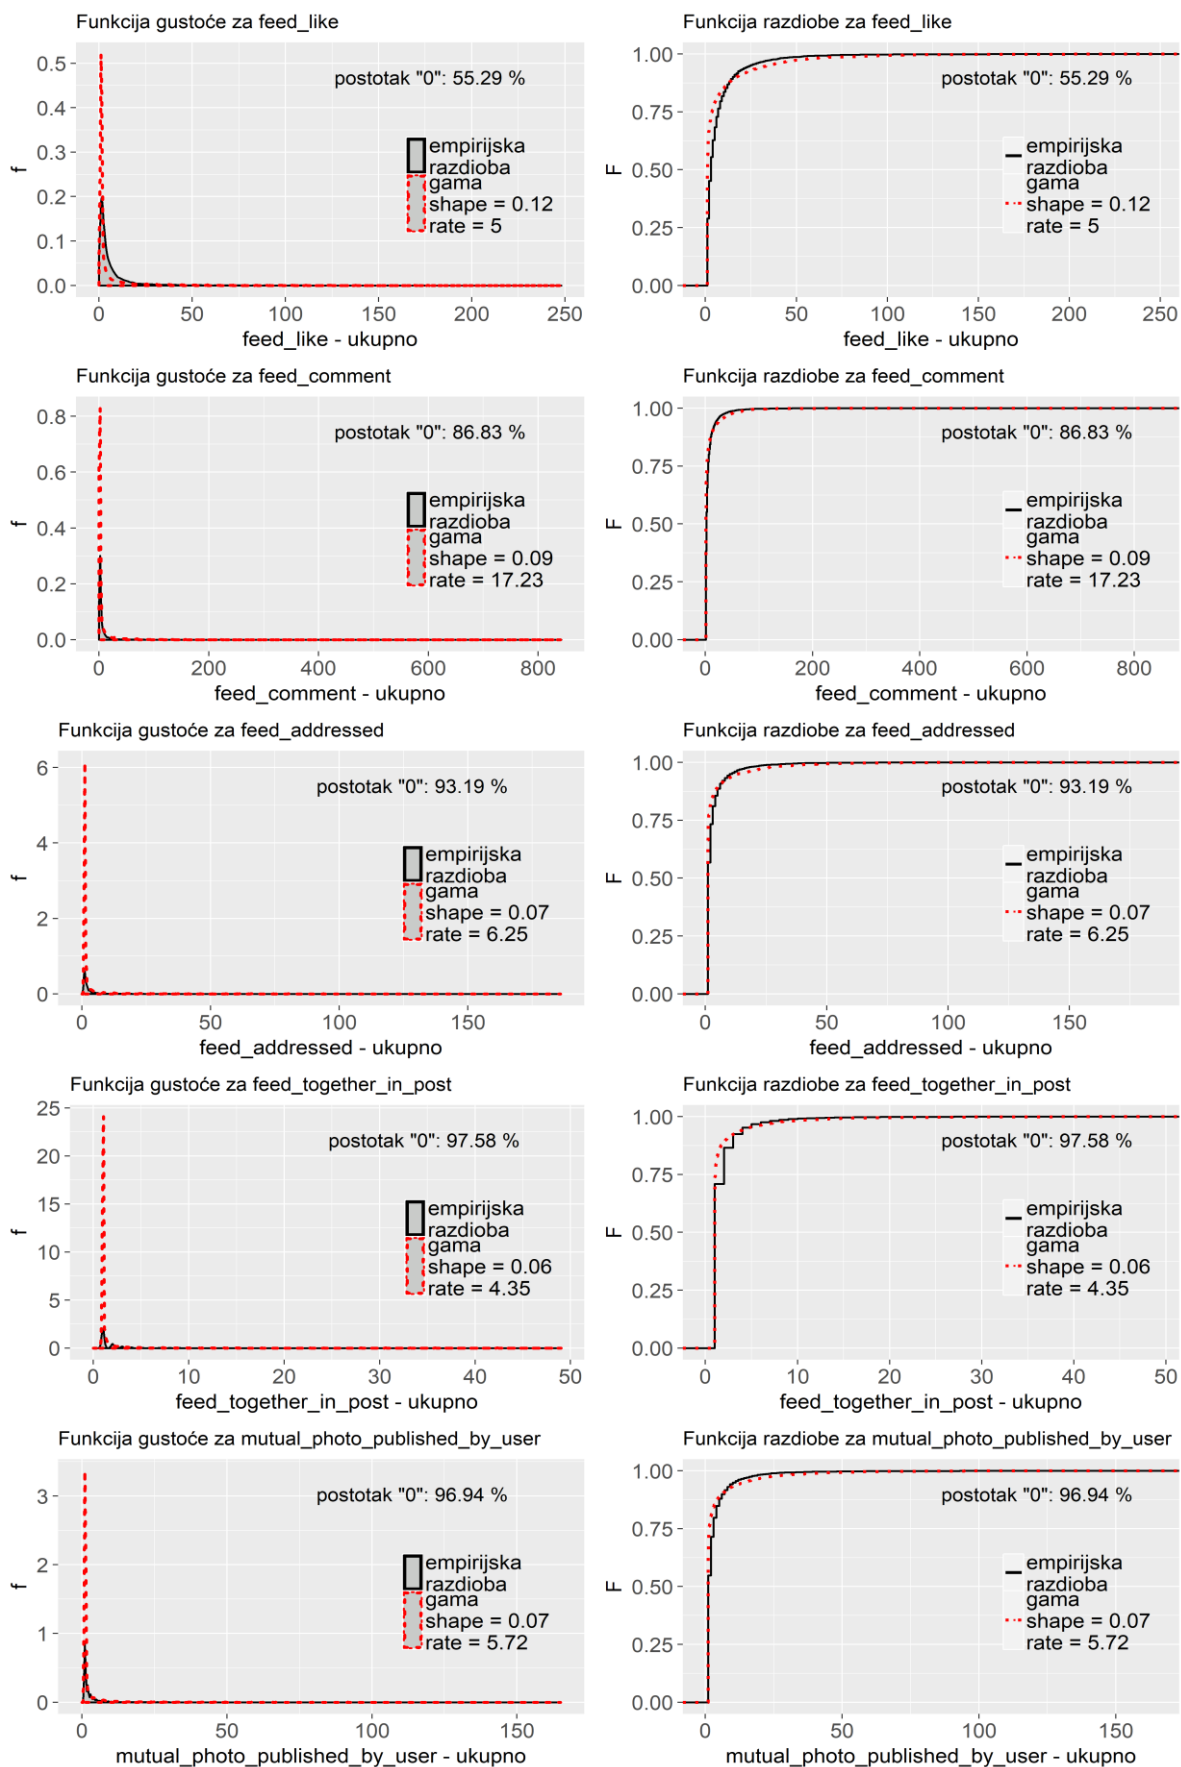 Funkcija gustoće za feed_like
postotak "0": 55.29 %
empirijska
razdioba
gama
shape = 0.12
rate = 5
f
0.5
0.4
0.3
0.2
0.1
0.0
0 50 100 150 200 250
feed_like - ukupno
Funkcija razdiobe za feed_like
postotak "0": 55.29 %
empirijska
razdioba
gama
shape = 0.12
rate = 5
F
1.00
0.75
0.50
0.25
0.00
0 50 100 150 200 250
feed_like - ukupno
Funkcija gustoće za feed_comment
postotak "0": 86.83 %
empirijska
razdioba
gama
shape = 0.09
rate = 17.23
f
0.8
0.6
0.4
0.2
0.0
0 200 400 600 800
feed_comment - ukupno
Funkcija razdiobe za feed_comment
postotak "0": 86.83 %
empirijska
razdioba
gama
shape = 0.09
rate = 17.23
F
1.00
0.75
0.50
0.25
0.00
0 200 400 600 800
feed_comment - ukupno
Funkcija gustoće za feed_addressed
postotak "0": 93.19 %
empirijska
razdioba
gama
shape = 0.07
rate = 6.25
f
6
4
2
0
0 50 100 150
feed_addressed - ukupno
Funkcija razdiobe za feed_addressed
postotak "0": 93.19 %
empirijska
razdioba
gama
shape = 0.07
rate = 6.25
F
1.00
0.75
0.50
0.25
0.00
0 50 100 150
feed_addressed - ukupno
Funkcija gustoće za feed_together_in_post
postotak "0": 97.58 %
empirijska
razdioba
gama
shape = 0.06
rate = 4.35
f
25
20
15
10
5
0
0 10 20 30 40 50
feed_together_in_post - ukupno
Funkcija razdiobe za feed_together_in_post
postotak "0": 97.58 %
empirijska
razdioba
gama
shape = 0.06
rate = 4.35
F
1.00
0.75
0.50
0.25
0.00
0 10 20 30 40 50
feed_together_in_post - ukupno
Funkcija gustoće za mutual_photo_published_by_user
postotak "0": 96.94 %
empirijska
razdioba
gama
shape = 0.07
rate = 5.72
f
3
2
1
0
0 50 100 150
mutual_photo_published_by_user - ukupno
Funkcija razdiobe za mutual_photo_published_by_user
postotak "0": 96.94 %
empirijska
razdioba
gama
shape = 0.07
rate = 5.72
F
1.00
0.75
0.50
0.25
0.00
0 50 100 150
mutual_photo_published_by_user - ukupno